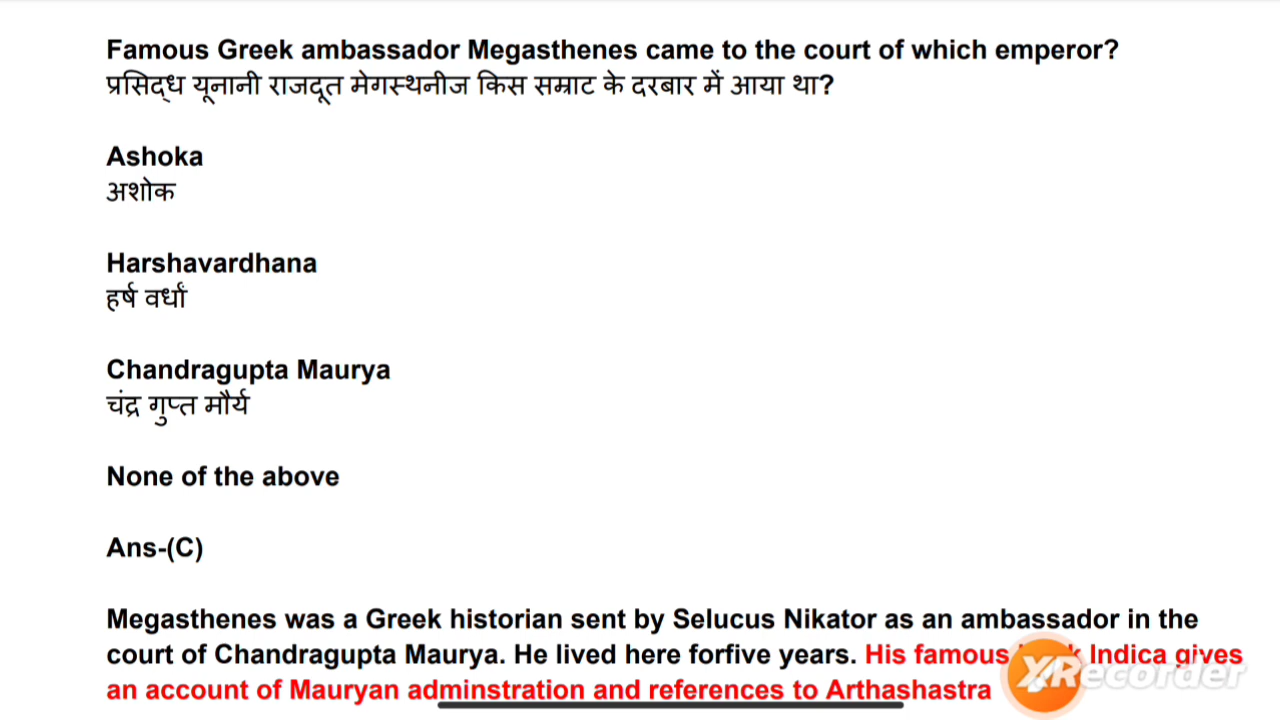 Famous Greek ambassador Megasthenes came to the court of which emperor?
प्रसिद्ध यूनानी राजदूत मेगस्थनीज किस सम्राट के दरबार में आया था?
Ashoka
अशोक
Harshavardhana
हर्ष वर्धां
Chandragupta Maurya
चंद्र गुप्त मौर्य
None of the above
Ans-(C)
Megasthenes was a Greek historian sent by Selucus Nikator as an ambassador in the
court of Chandragupta Maurya. He lived here forfive years. His famous Indica gives
an account of Mauryan adminstration and references to Arthashastra
XRecorder